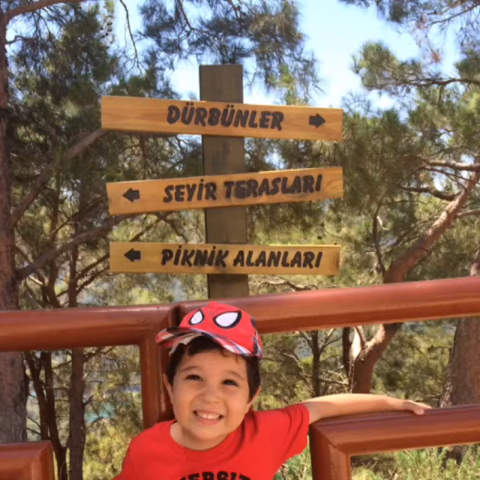 DÜRBÜNLER →
← SEYİR TERASLARI
← PİKNİK ALANLARI